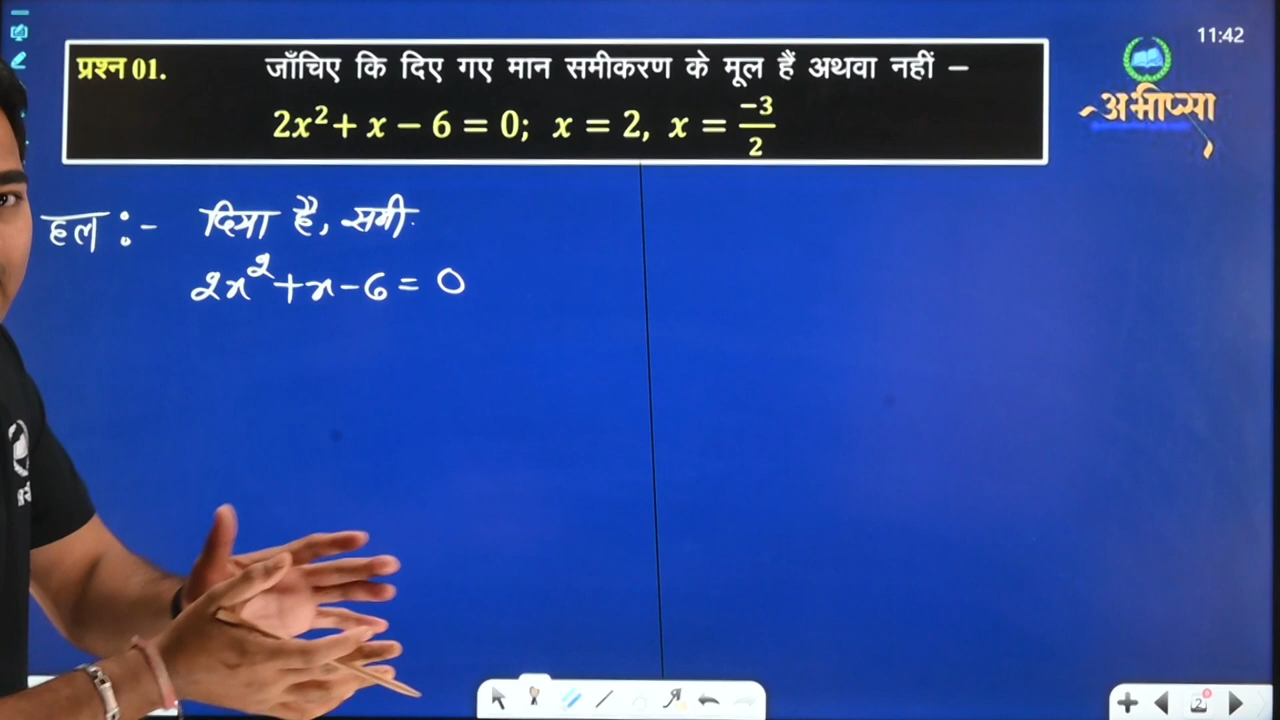 11:42
प्रश्न 01. जाँचिए कि दिए गए मान समीकरण के मूल हैं अथवा नहीं –
2x²+ x − 6 = 0; x = 2, x = −3/2
अभीप्सा
हल :- दिया है, समी.
2x²+x-6= 0
2